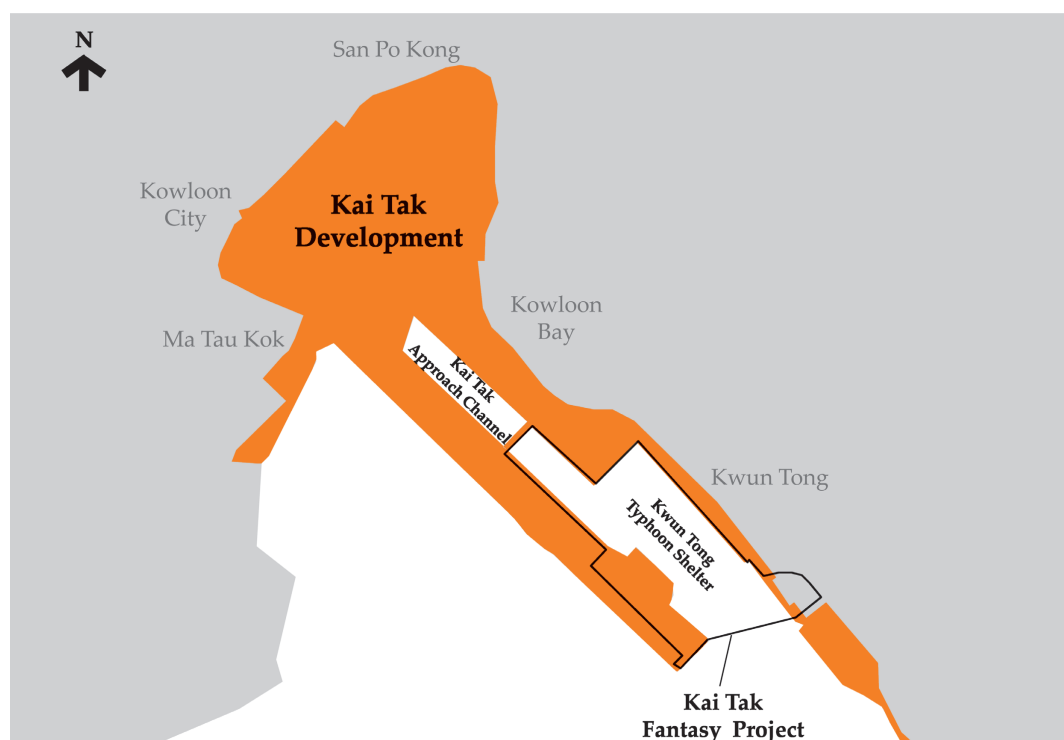 N
San Po Kong
Kowloon
City
Kai Tak
Development
Kowloon
Bay
Ma Tau Kok
Kai Tak
Approach Channel
Kwun Tong
Kwun Tong
Typhoon Shelter
Kai Tak
Fantasy Project